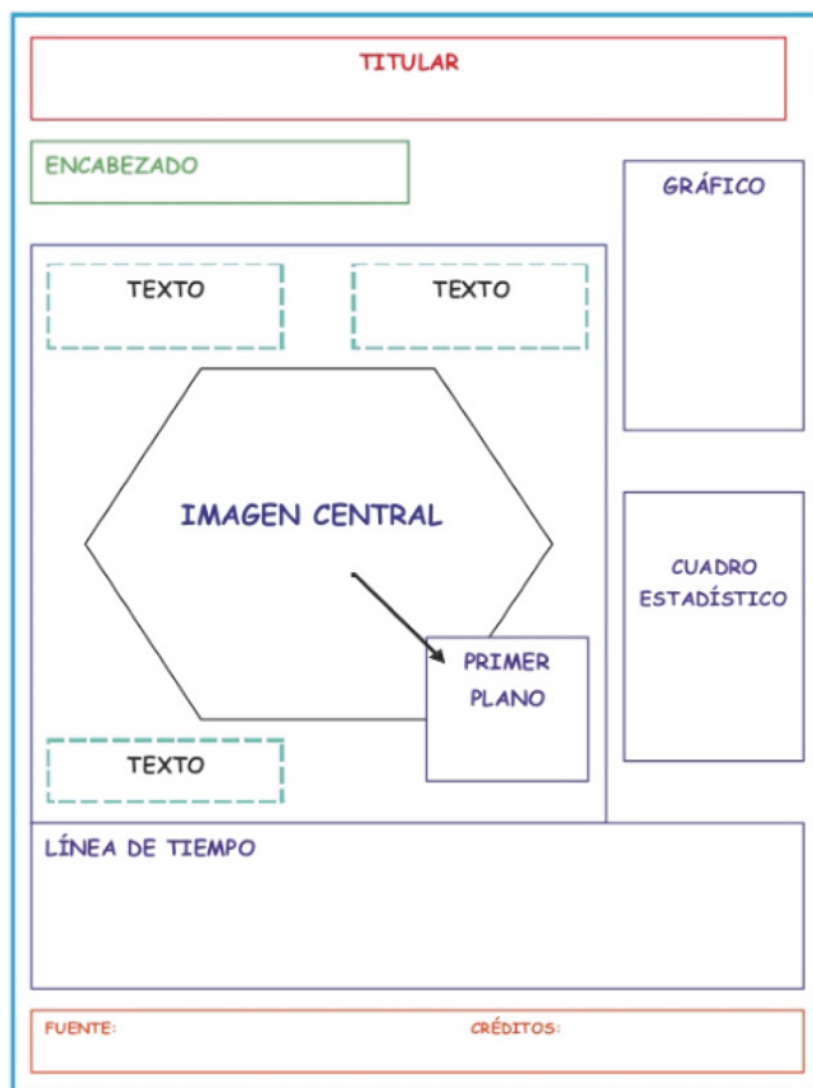 TITULAR
ENCABEZADO
GRÁFICO
TEXTO
TEXTO
IMAGEN CENTRAL
CUADRO
ESTADÍSTICO
PRIMER
PLANO
TEXTO
LÍNEA DE TIEMPO
FUENTE:
CRÉDITOS: